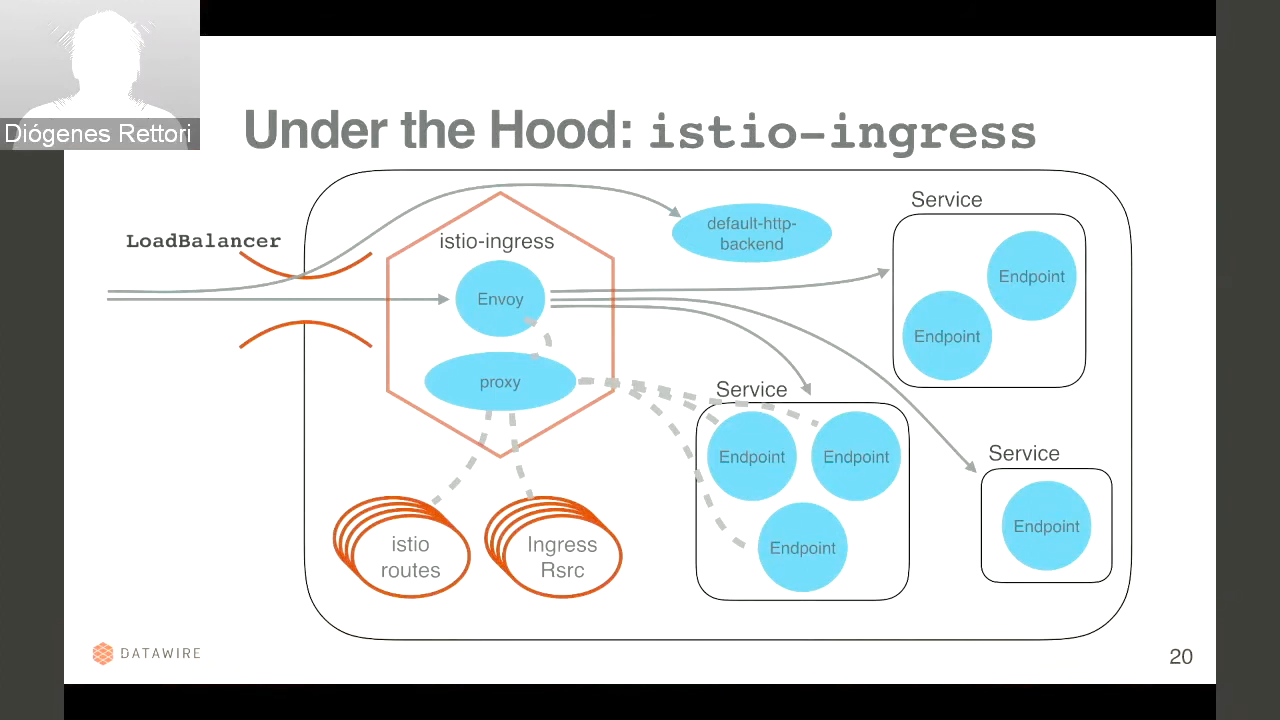 Diógenes Rettori
Under the Hood: istio-ingress
LoadBalancer
istio-ingress
Envoy
proxy
default-http-
backend
Service
Endpoint
Endpoint
Service
Endpoint
Endpoint
Endpoint
Service
Endpoint
istio
routes
Ingress
Rsrc
DATAWIRE
20